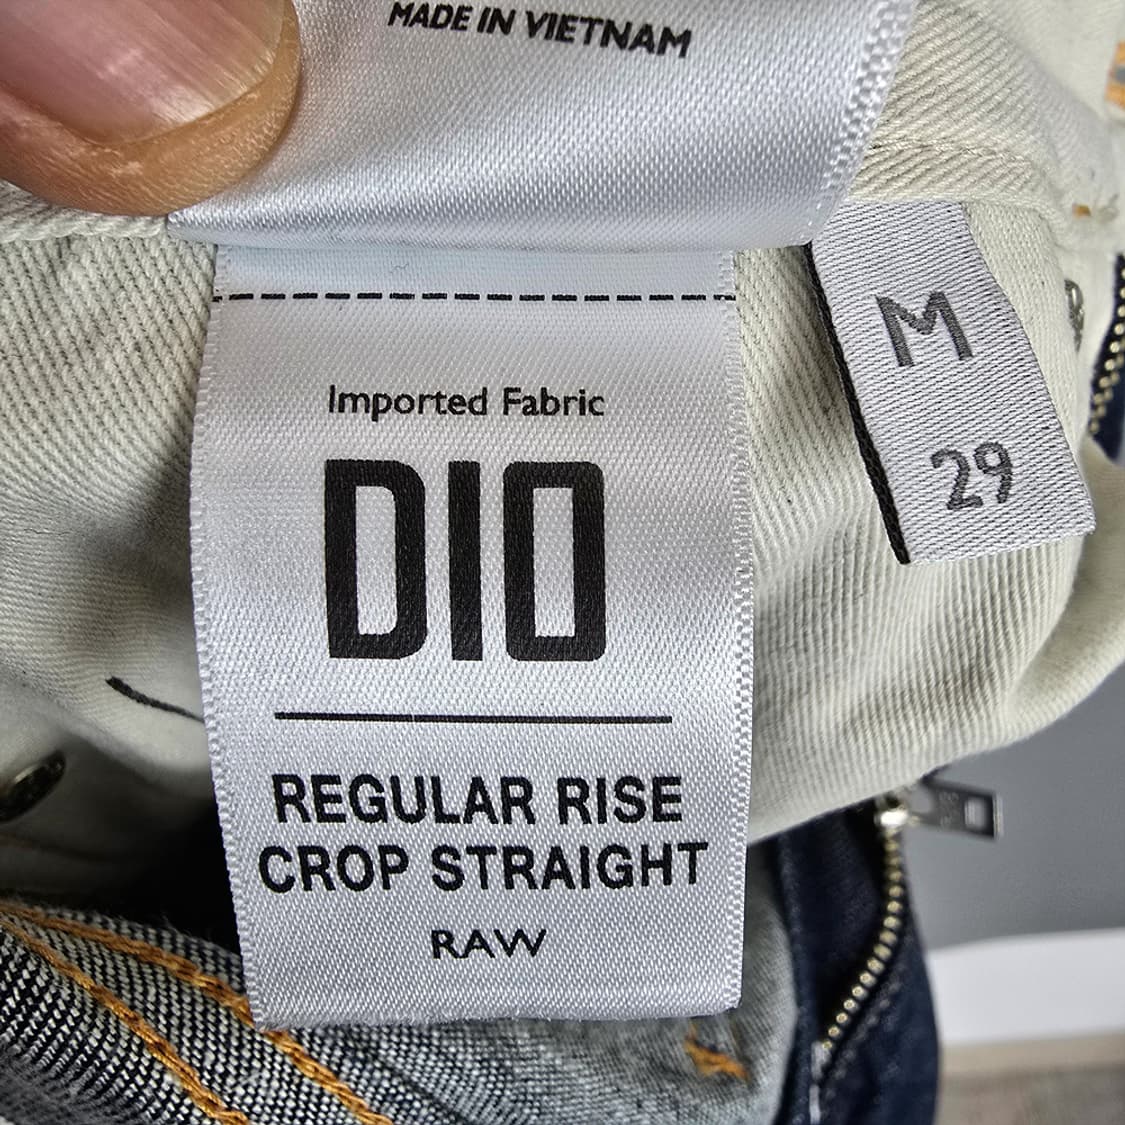 MADE IN VIETNAM
Imported Fabric
DIO
REGULAR RISE
CROP STRAIGHT
RAW
M
29